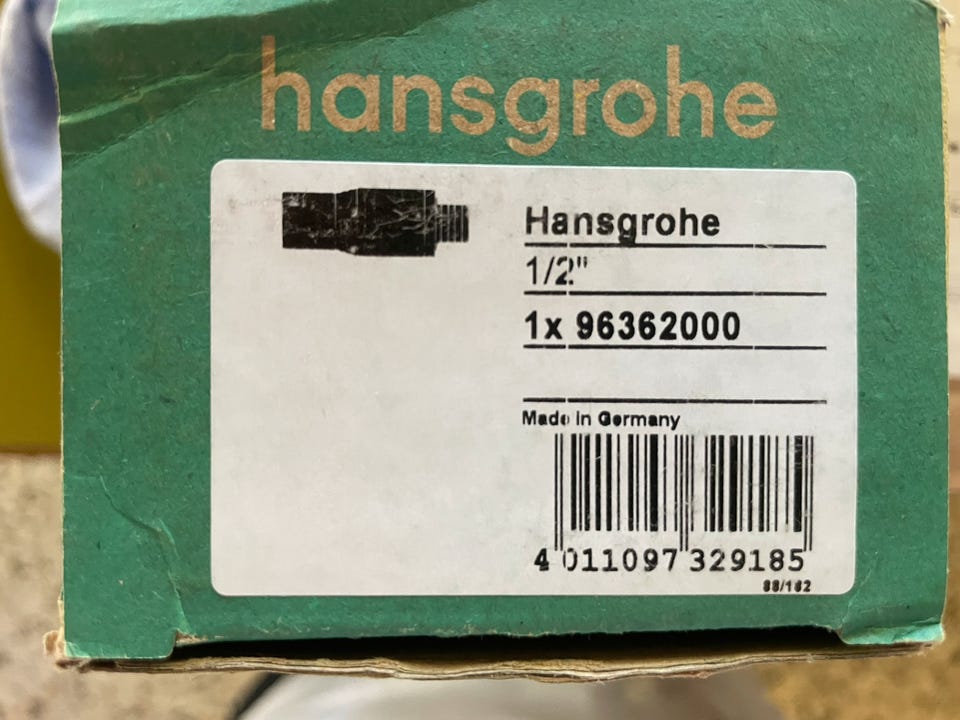 hansgrohe
Hansgrohe
1/2"
1x 96362000
Made in Germany
4 011097 329185
88/182